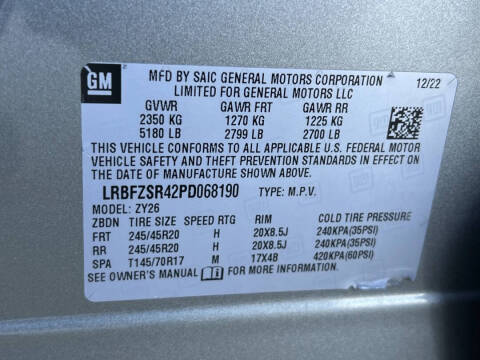 GM
MFD BY SAIC GENERAL MOTORS CORPORATION
LIMITED FOR GENERAL MOTORS LLC
12/22
GVWR GAWR FRT GAWR RR
2350 KG 1270 KG 1225 KG
5180 LB 2799 LB 2700 LB
THIS VEHICLE CONFORMS TO ALL APPLICABLE U.S. FEDERAL MOTOR
VEHICLE SAFETY AND THEFT PREVENTION STANDARDS IN EFFECT ON
THE DATE OF MANUFACTURE SHOWN ABOVE.
LRBFZSR42PD068190 TYPE: M.P.V.
MODEL: ZY26
ZBDN TIRE SIZE SPEED RTG RIM COLD TIRE PRESSURE
FRT 245/45R20 H 20X8.5J 240KPA(35PSI)
RR 245/45R20 H 20X8.5J 240KPA(35PSI)
SPA T145/70R17 M 17X4B 420KPA(60PSI)
SEE OWNER'S MANUAL FOR MORE INFORMATION.